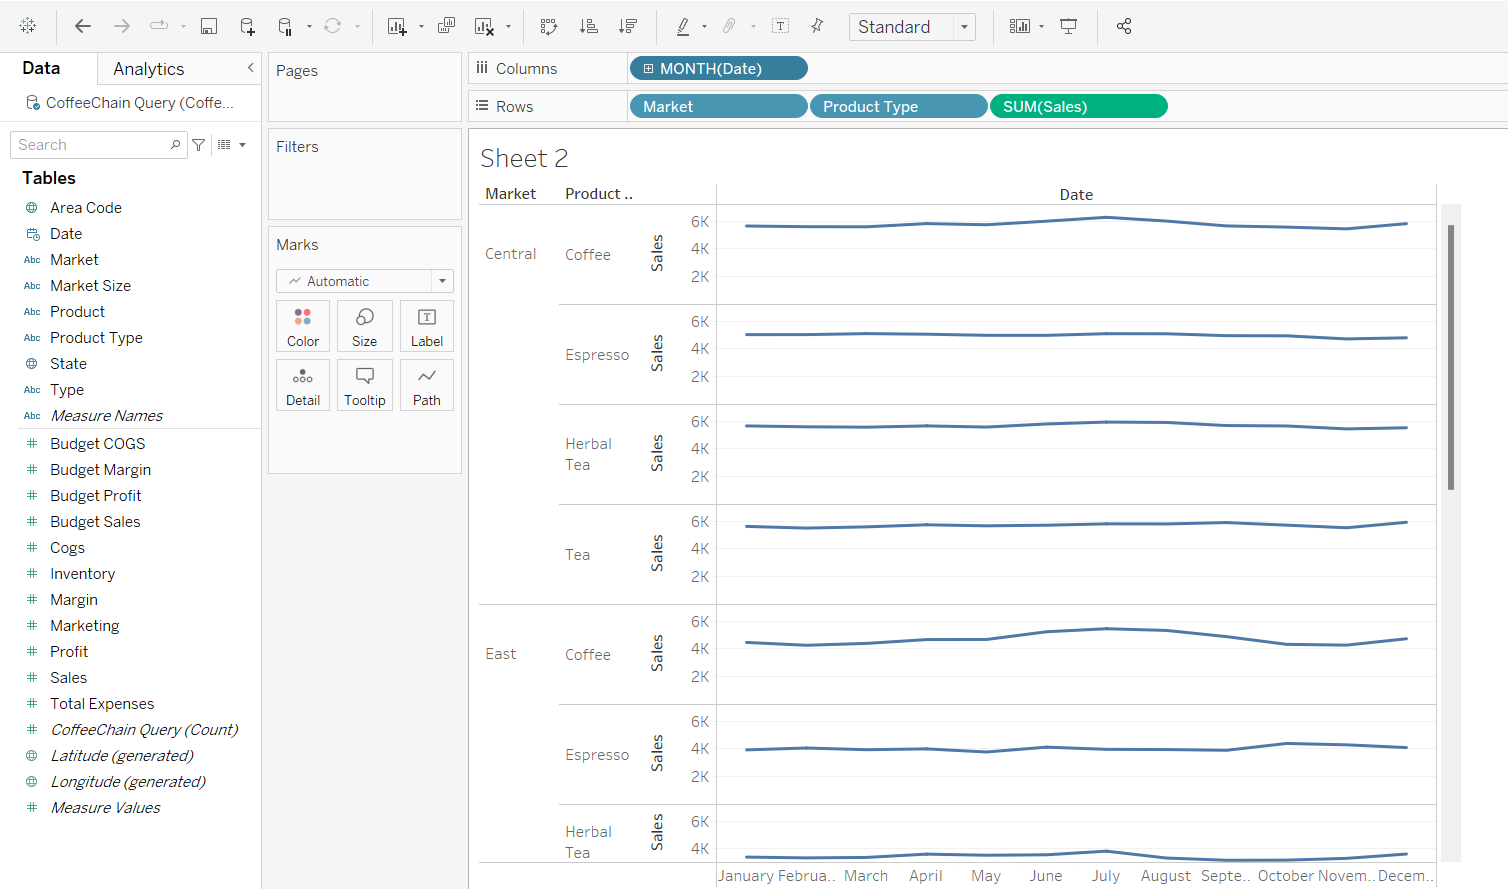 Standard
Data
Analytics
CoffeeChain Query (Coffe...
Search
Tables
Area Code
Date
Abc Market
Abc Market Size
Abc Product
Abc Product Type
State
Abc Type
Abc Measure Names
# Budget COGS
# Budget Margin
# Budget Profit
# Budget Sales
# Cogs
# Inventory
# Margin
# Marketing
# Profit
# Sales
# Total Expenses
# CoffeeChain Query (Count)
Latitude (generated)
Longitude (generated)
# Measure Values
Pages
Filters
Marks
Automatic
Color
Size
T
Label
Detail
Tooltip
Path
Columns
MONTH(Date)
Rows
Market
Product Type
SUM(Sales)
Sheet 2
Market
Product ..
Date
Central
Coffee
Sales
6K
4K
2K
Espresso
Sales
6K
4K
2K
Herbal
Tea
Sales
6K
4K
2K
Tea
Sales
6K
4K
2K
East
Coffee
Sales
6K
4K
2K
Espresso
Sales
6K
4K
2K
Herbal
Tea
Sales
6K
4K
January Februa.. March April May June July August Septe.. October Novem.. Decem..